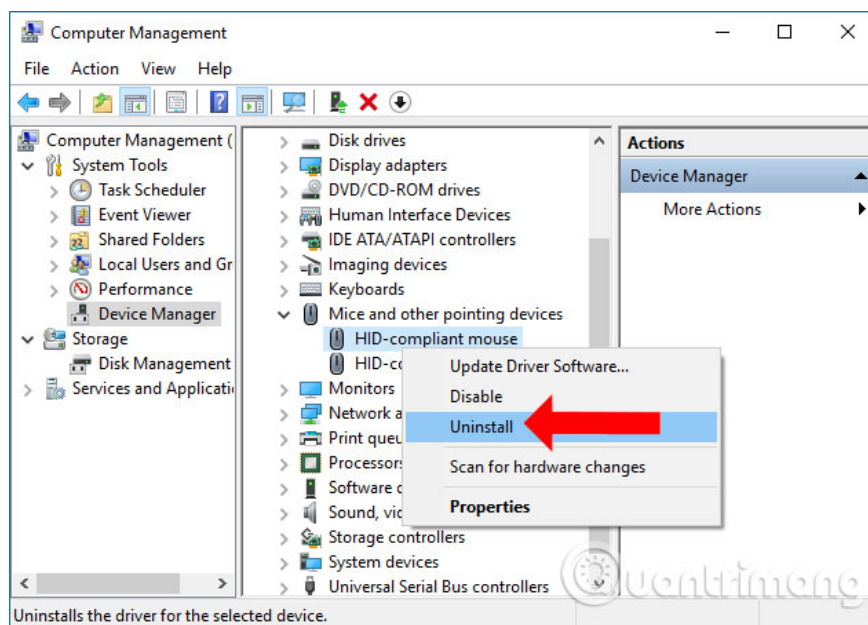 Computer Management
File Action View Help
Computer Management (
System Tools
Task Scheduler
Event Viewer
Shared Folders
Local Users and Gr
Performance
Device Manager
Storage
Disk Management
Services and Applicati
Disk drives
Display adapters
DVD/CD-ROM drives
Human Interface Devices
IDE ATA/ATAPI controllers
Imaging devices
Keyboards
Mice and other pointing devices
HID-compliant mouse
HID-co
Monitors
Network a
Print queu
Processors
Software d
Sound, vid
Storage controllers
System devices
Universal Serial Bus controllers
Update Driver Software...
Disable
Uninstall
Scan for hardware changes
Properties
Actions
Device Manager
More Actions
Quantrimang
Uninstalls the driver for the selected device.